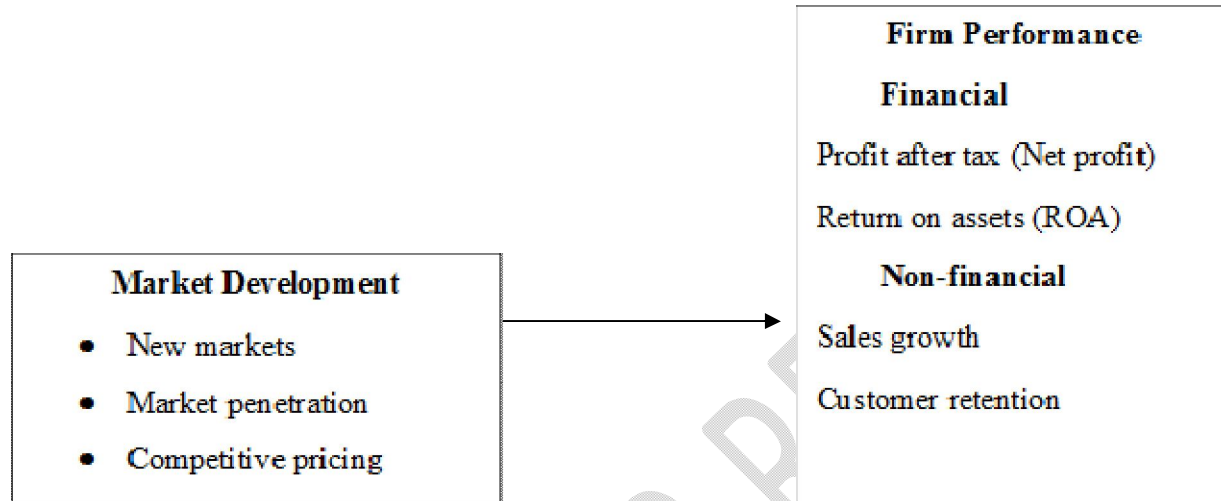 Firm Performance
Financial
Profit after tax (Net profit)
Return on assets (ROA)
Non-financial
Sales growth
Customer retention
Market Development
• New markets
• Market penetration
• Competitive pricing